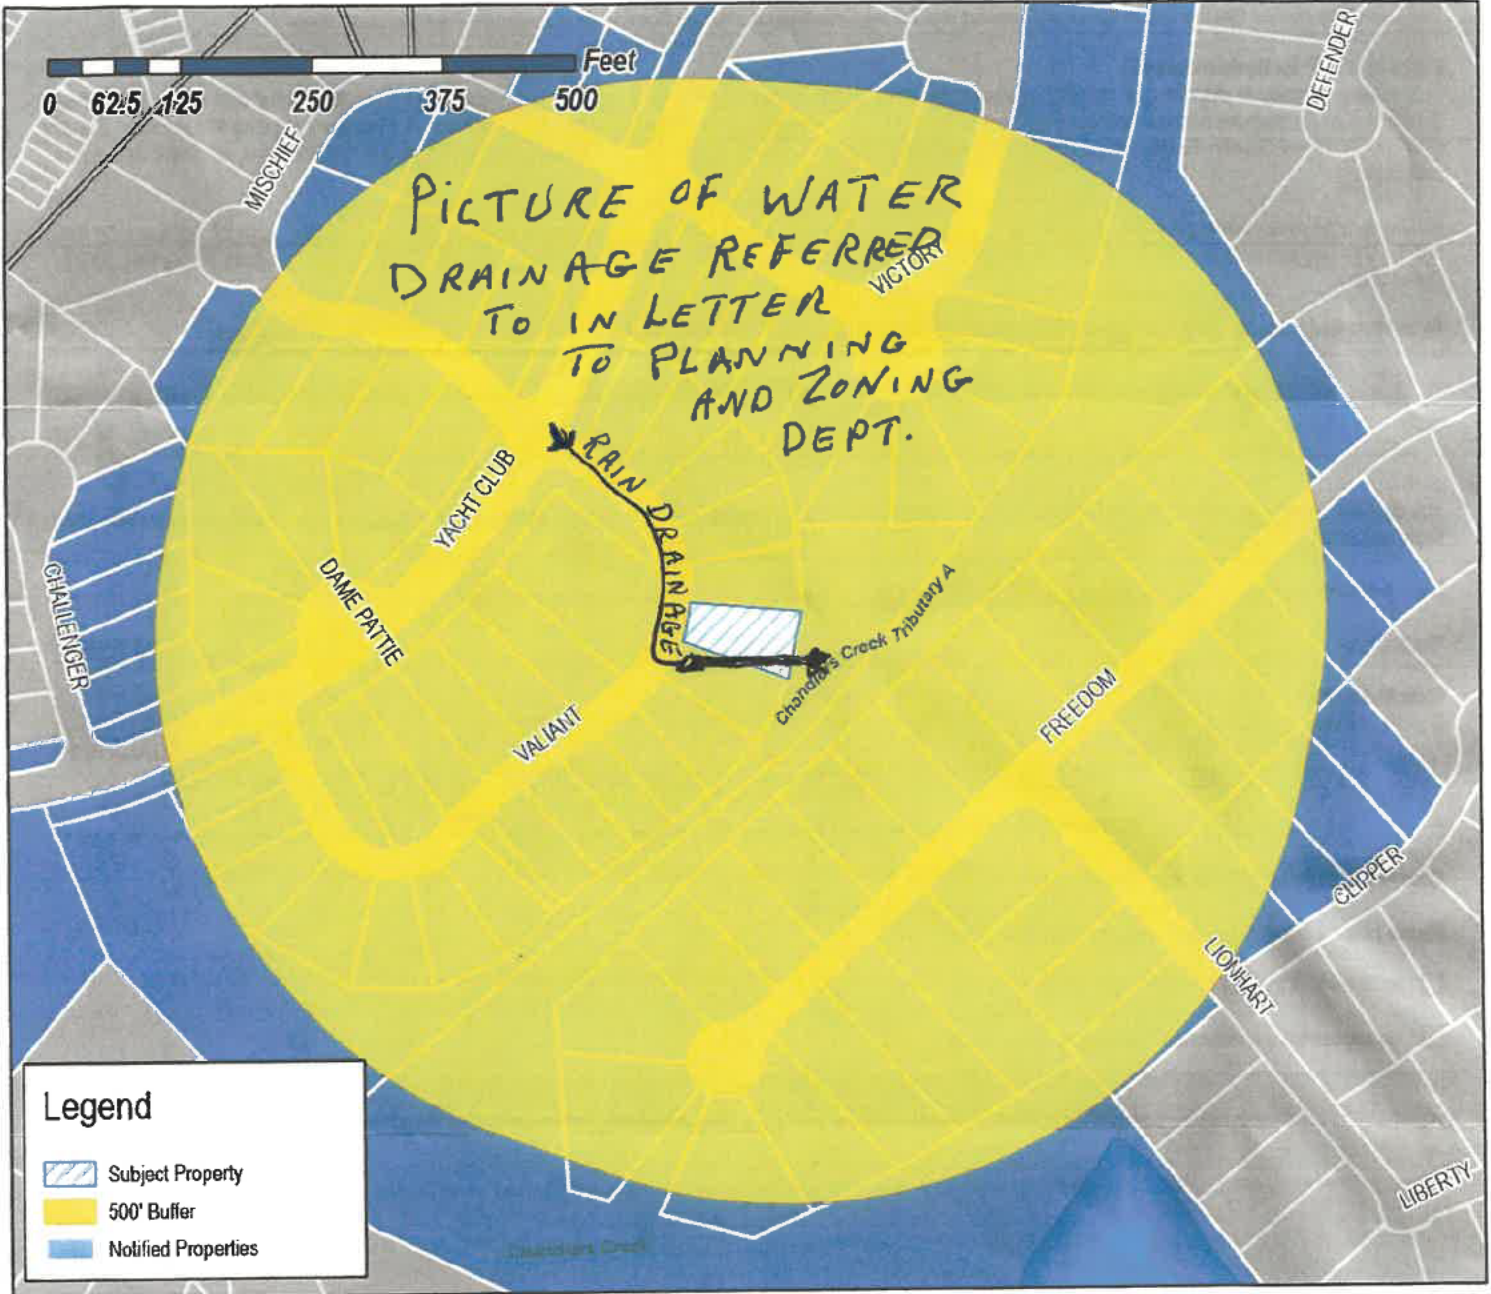 Feet
0 62.5 125 250 375 500
DEFENDER
MISCHIEF
PICTURE OF WATER
DRAINAGE REFERRED
TO IN LETTER
TO PLANNING
AND ZONING
DEPT.
VICTORY
RAIN DRAINAGE
YACHT CLUB
DAME PATTIE
CHALLENGER
Chandlers Creek Tributary A
VALIANT
FREEDOM
CLIPPER
LIONHART
LIBERTY
Legend
Subject Property
500' Buffer
Notified Properties
Chandlers Creek